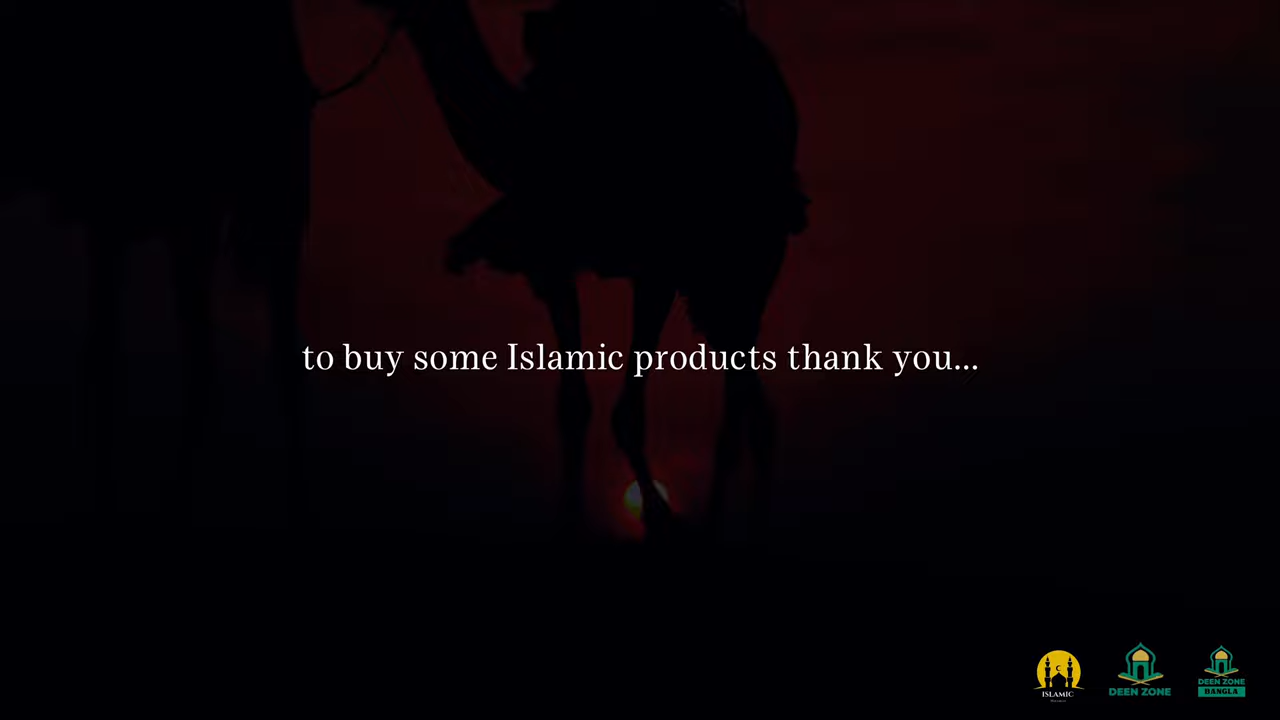 to buy some Islamic products thank you...
ISLAMIC
DEEN ZONE
DEEN ZONE
BANGLA